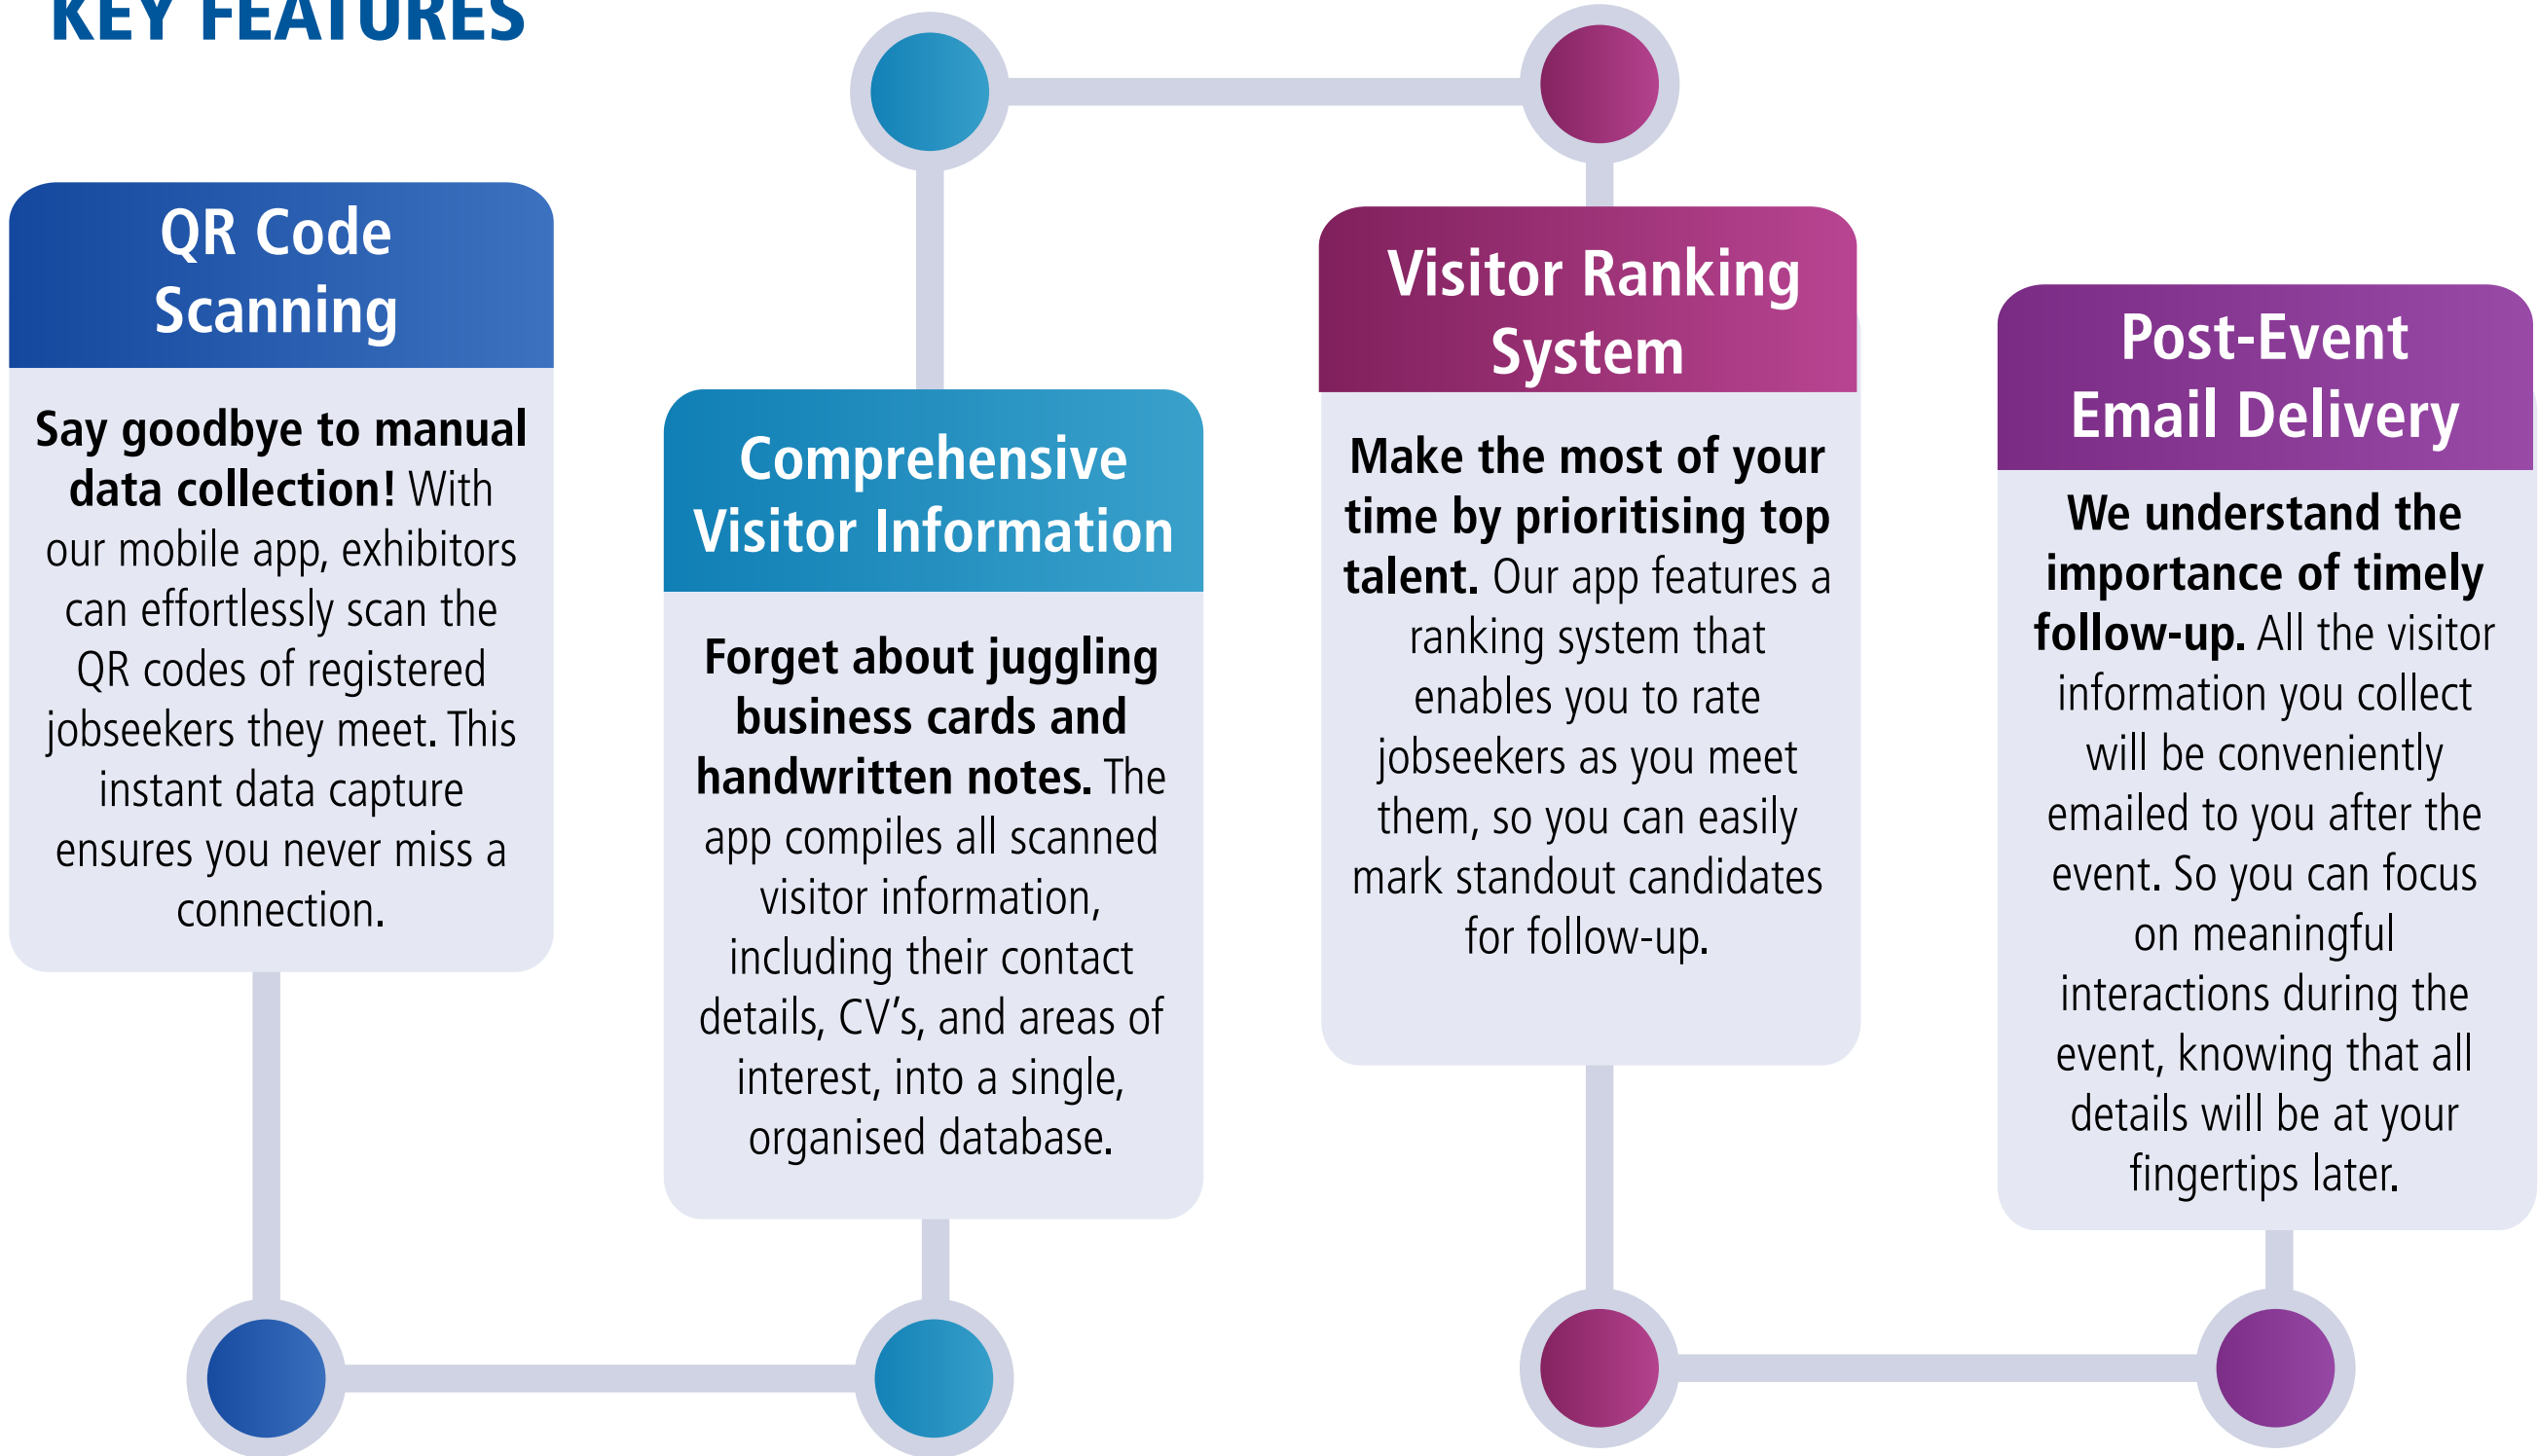 KEY FEATURES
QR Code
Scanning
Say goodbye to manual
data collection! With
our mobile app, exhibitors
can effortlessly scan the
QR codes of registered
jobseekers they meet. This
instant data capture
ensures you never miss a
connection.
Comprehensive
Visitor Information
Forget about juggling
business cards and
handwritten notes. The
app compiles all scanned
visitor information,
including their contact
details, CV's, and areas of
interest, into a single,
organised database.
Visitor Ranking
System
Make the most of your
time by prioritising top
talent. Our app features a
ranking system that
enables you to rate
jobseekers as you meet
them, so you can easily
mark standout candidates
for follow-up.
Post-Event
Email Delivery
We understand the
importance of timely
follow-up. All the visitor
information you collect
will be conveniently
emailed to you after the
event. So you can focus
on meaningful
interactions during the
event, knowing that all
details will be at your
fingertips later.